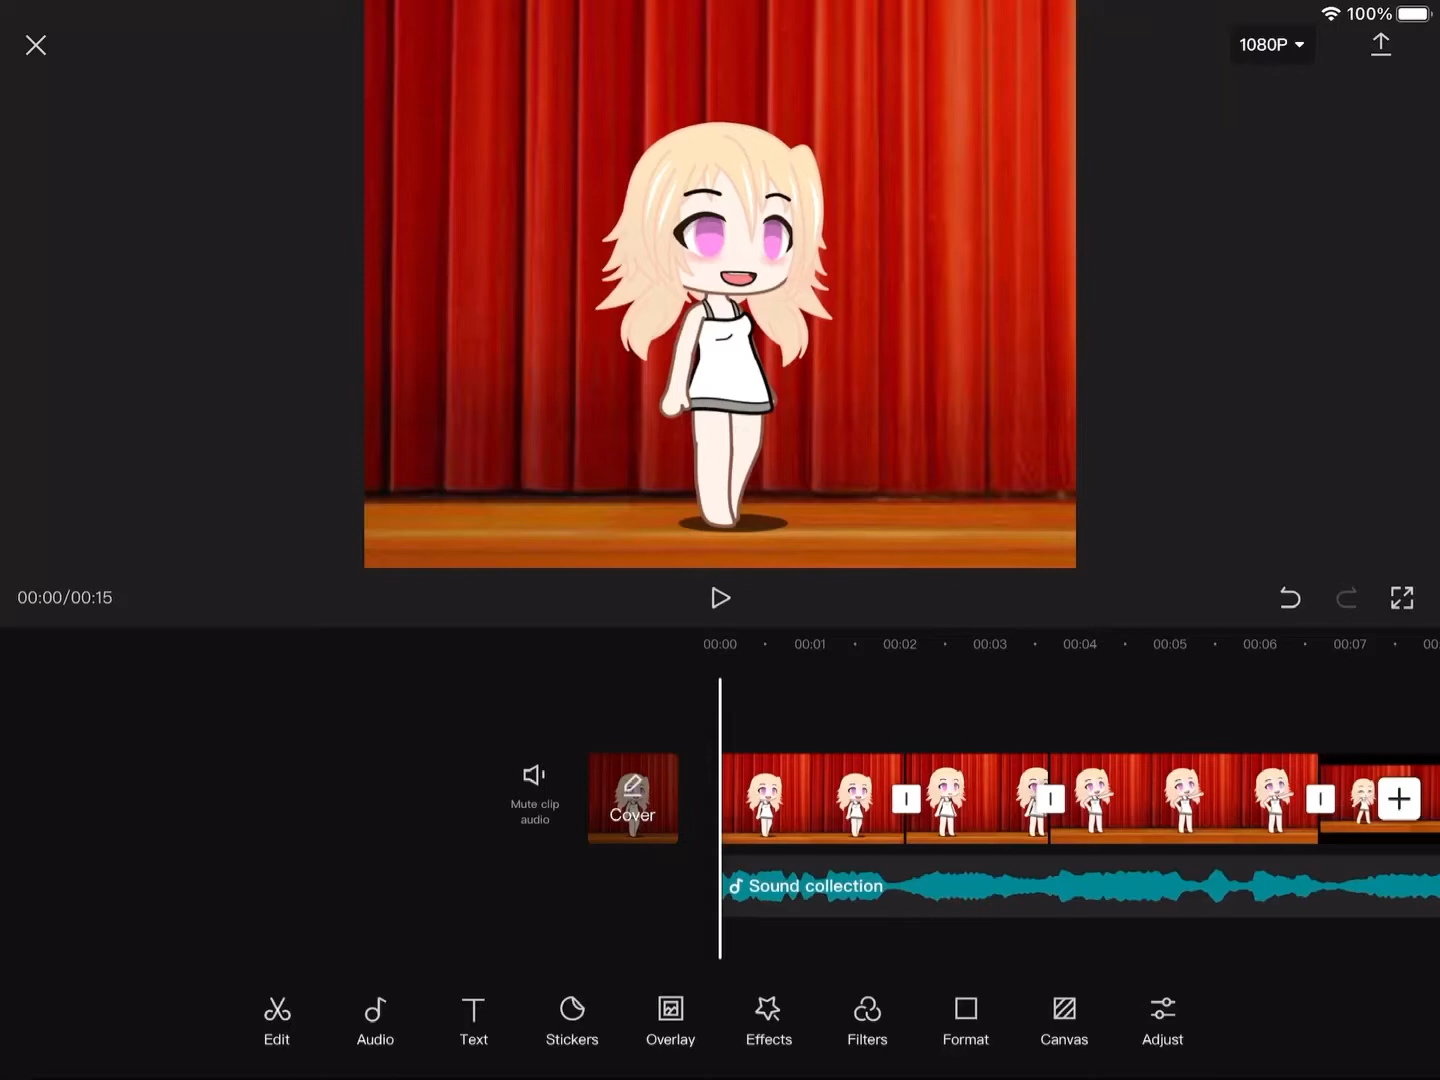 100%
1080P
00:00/00:15
00:00 00:01 00:02 00:03 00:04 00:05 00:06 00:07 00:
Mute clip
audio
Cover
Sound collection
Edit Audio Text Stickers Overlay Effects Filters Format Canvas Adjust